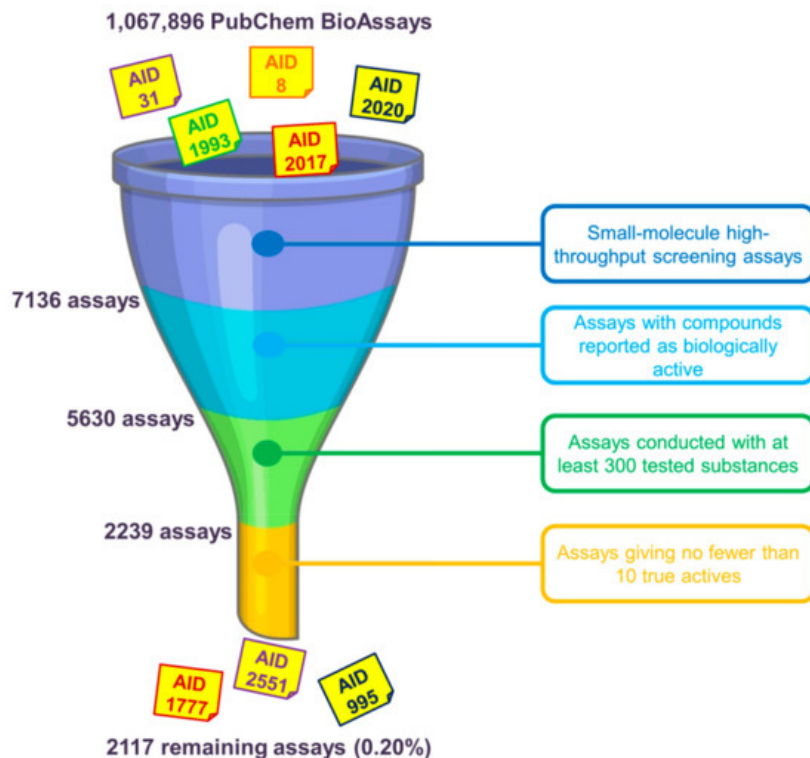 1,067,896 PubChem BioAssays
AID
31
AID
8
AID
2020
AID
1993
AID
2017
Small-molecule high-
throughput screening assays
7136 assays
Assays with compounds
reported as biologically
active
5630 assays
Assays conducted with at
least 300 tested substances
2239 assays
Assays giving no fewer than
10 true actives
AID
1777
AID
2551
AID
995
2117 remaining assays (0.20%)